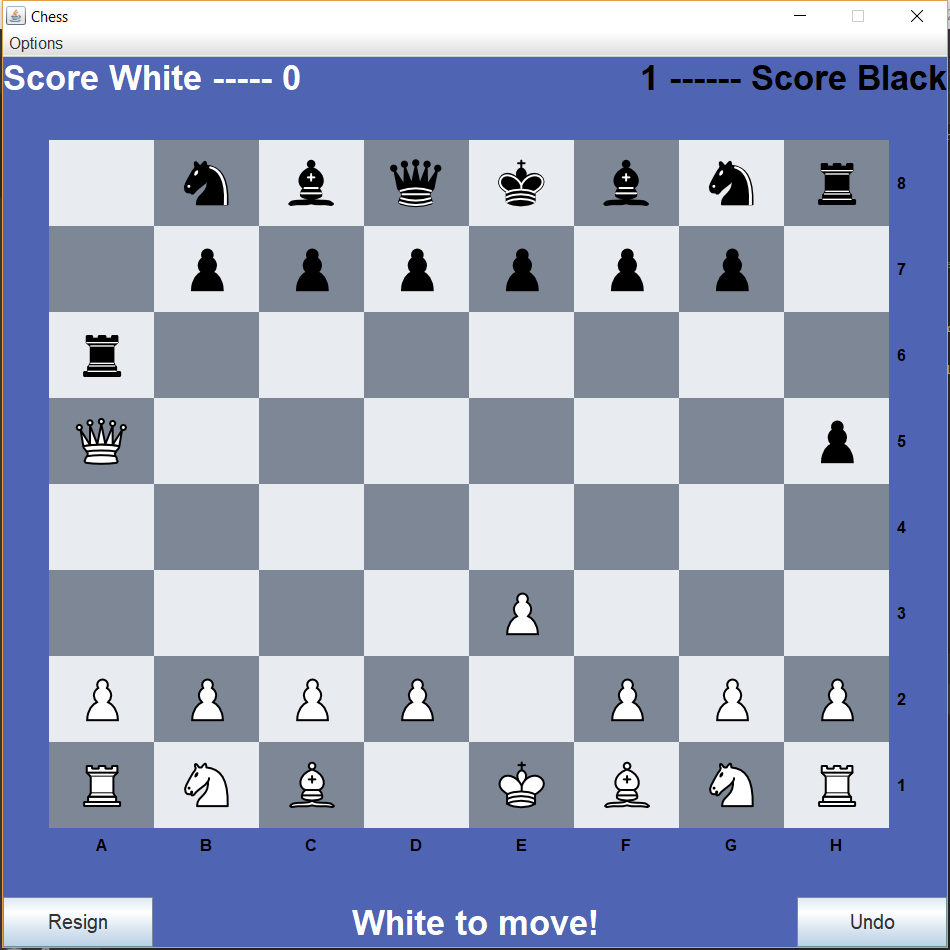 Chess
Options
Score White ----- 0
1 ------ Score Black
8
7
6
5
4
3
2
1
A B C D E F G H
Resign
White to move!
Undo